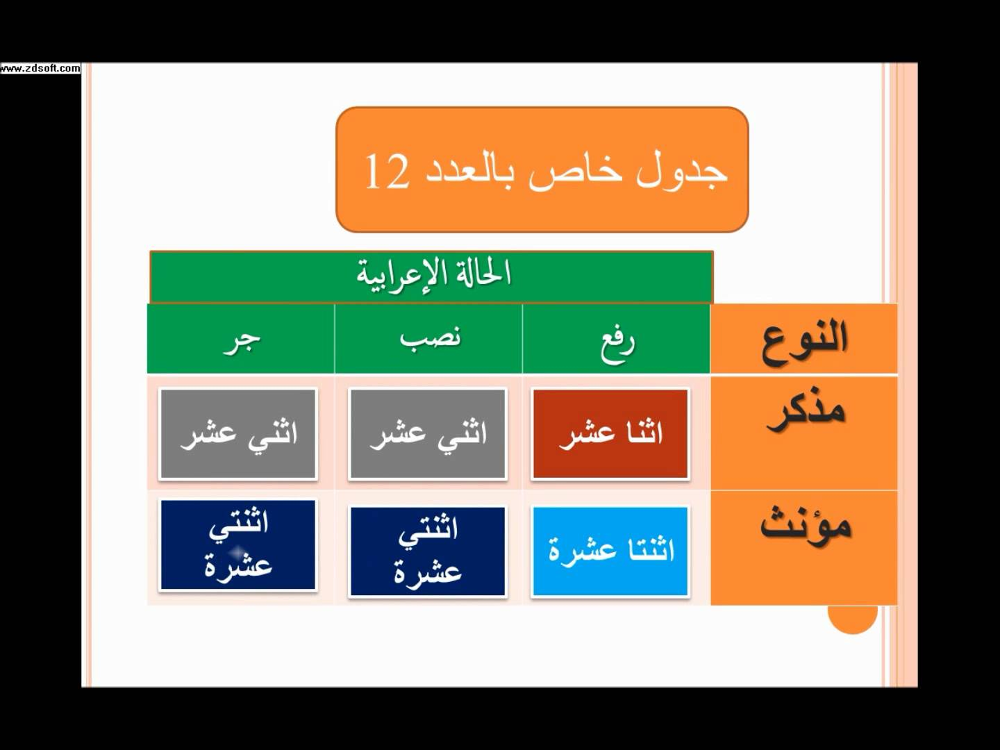 www.zdsoft.com
جدول خاص بالعدد 12
الحالة الإعرابية
النوع
رفع
نصب
جر
مذكر
اثنا عشر
اثني عشر
اثني عشر
مؤنث
اثنتا عشرة
اثنتي
عشرة
اثنتي
عشرة